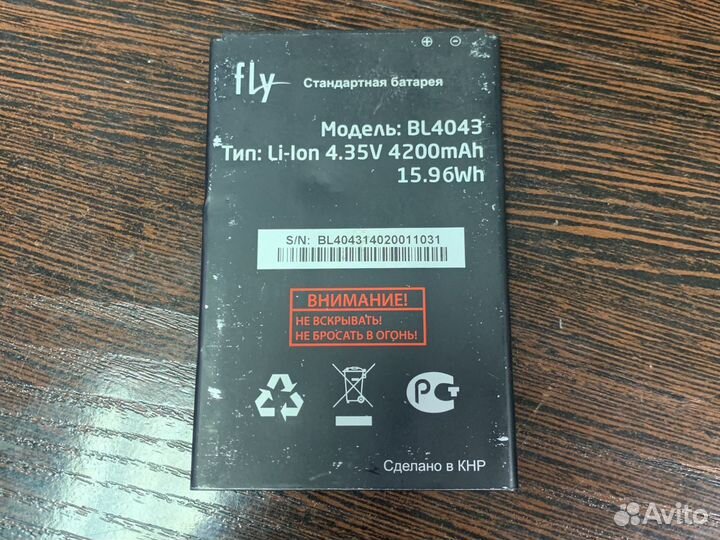 fly Стандартная батарея
Модель: BL4043
Тип: Li-Ion 4.35V 4200mAh
15.96Wh
S/N: BL404314020011031
ВНИМАНИЕ!
НЕ ВСКРЫВАТЬ!
НЕ БРОСАТЬ В ОГОНЬ!
РСТ
Сделано в КНР
Avito